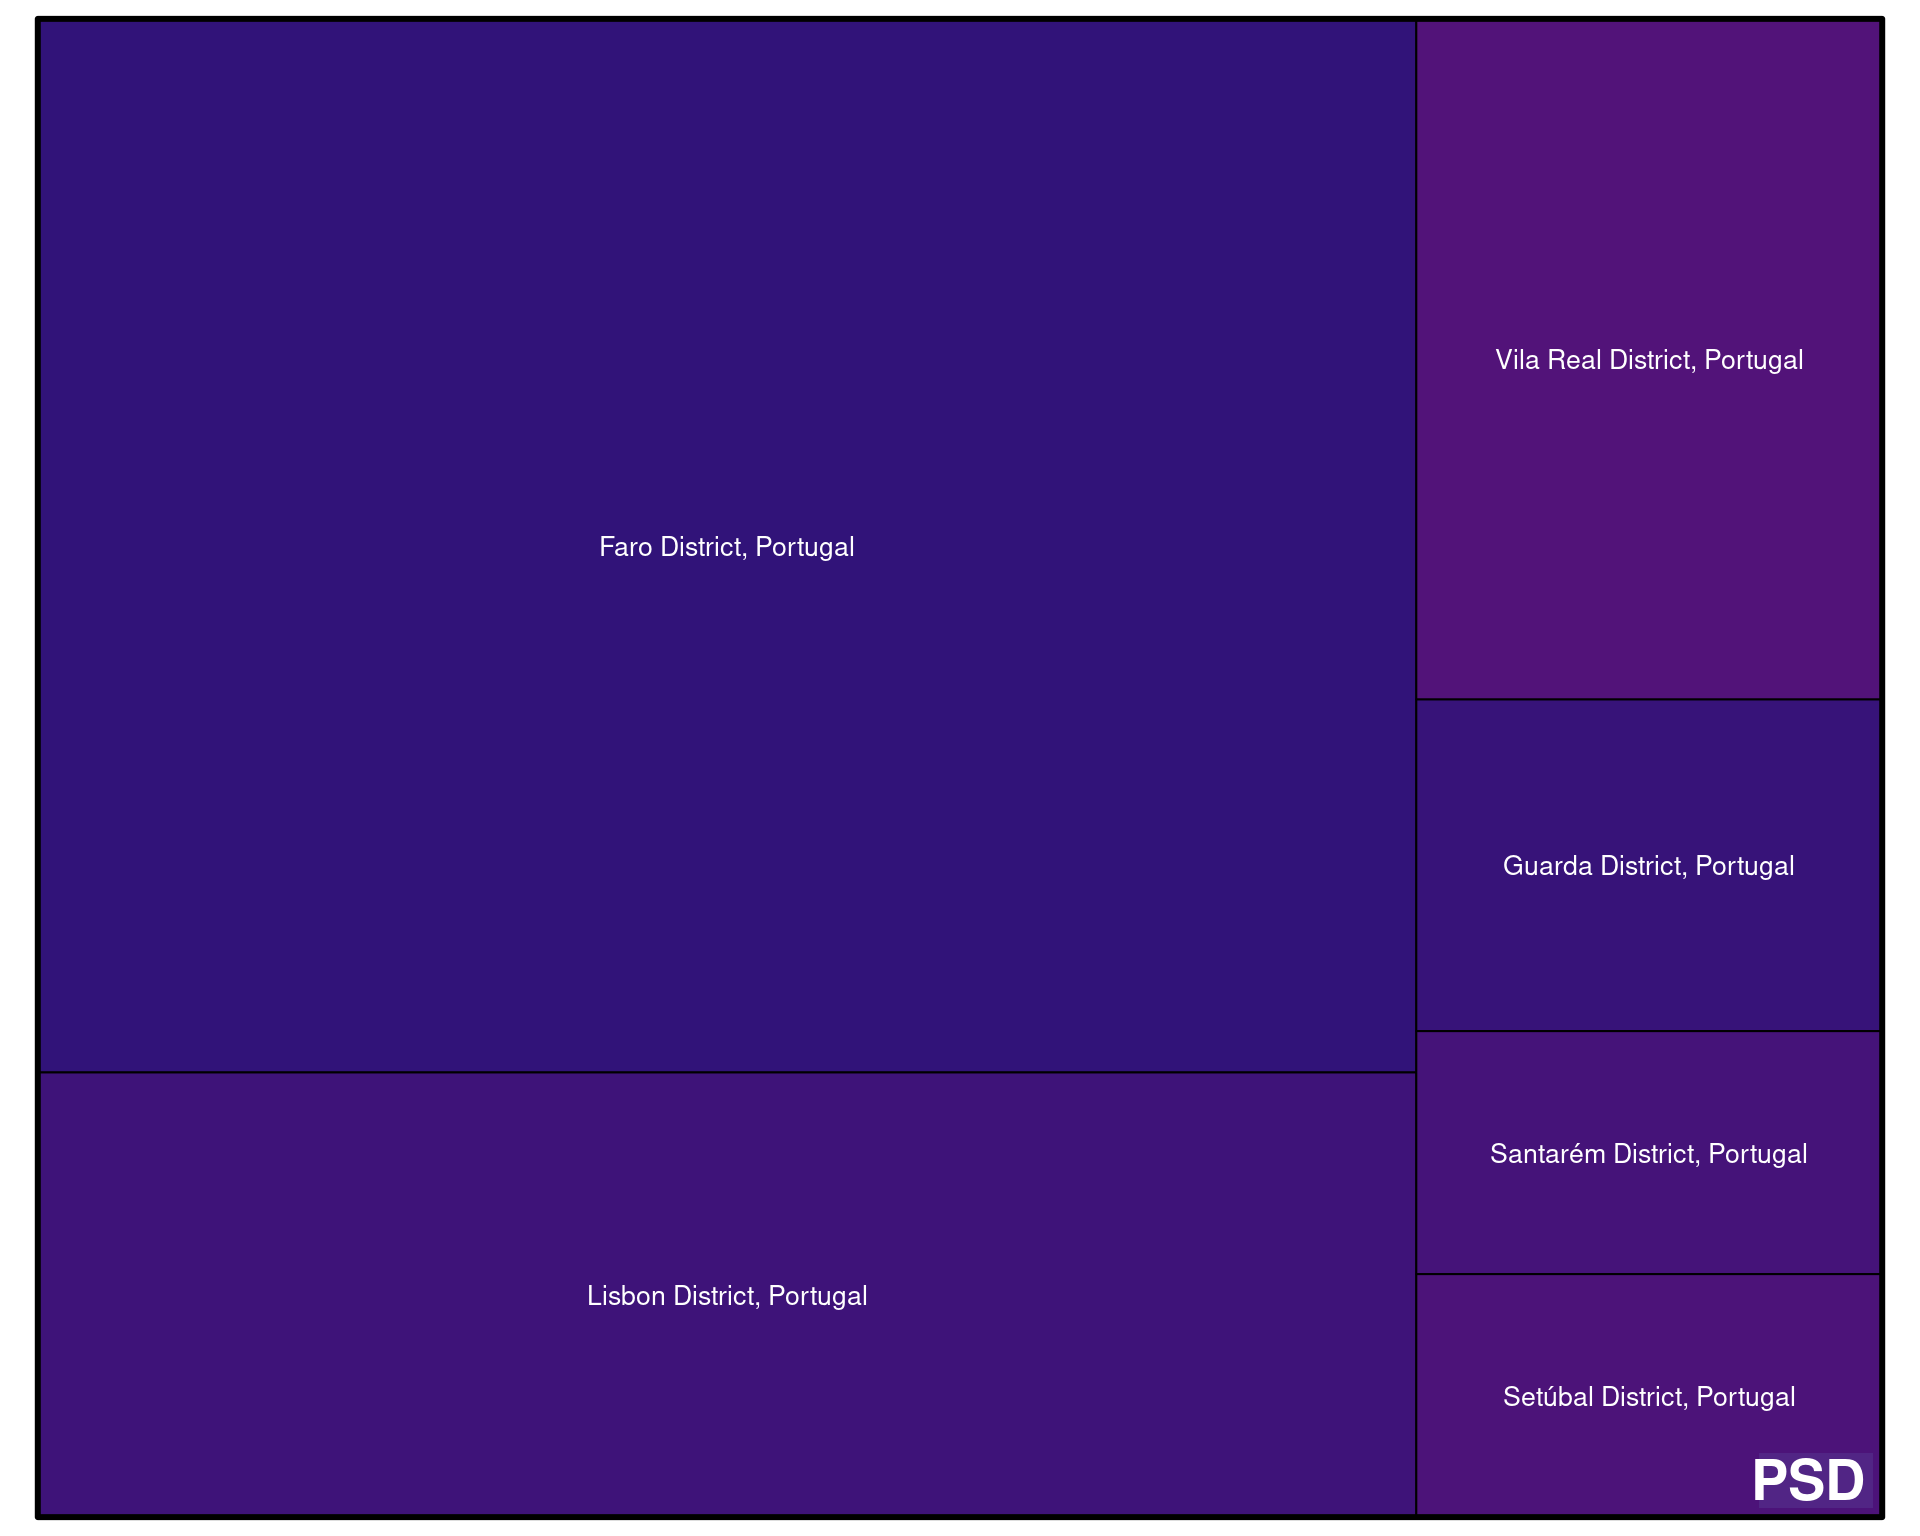 Faro District, Portugal
Lisbon District, Portugal
Vila Real District, Portugal
Guarda District, Portugal
Santarém District, Portugal
Setúbal District, Portugal
PSD